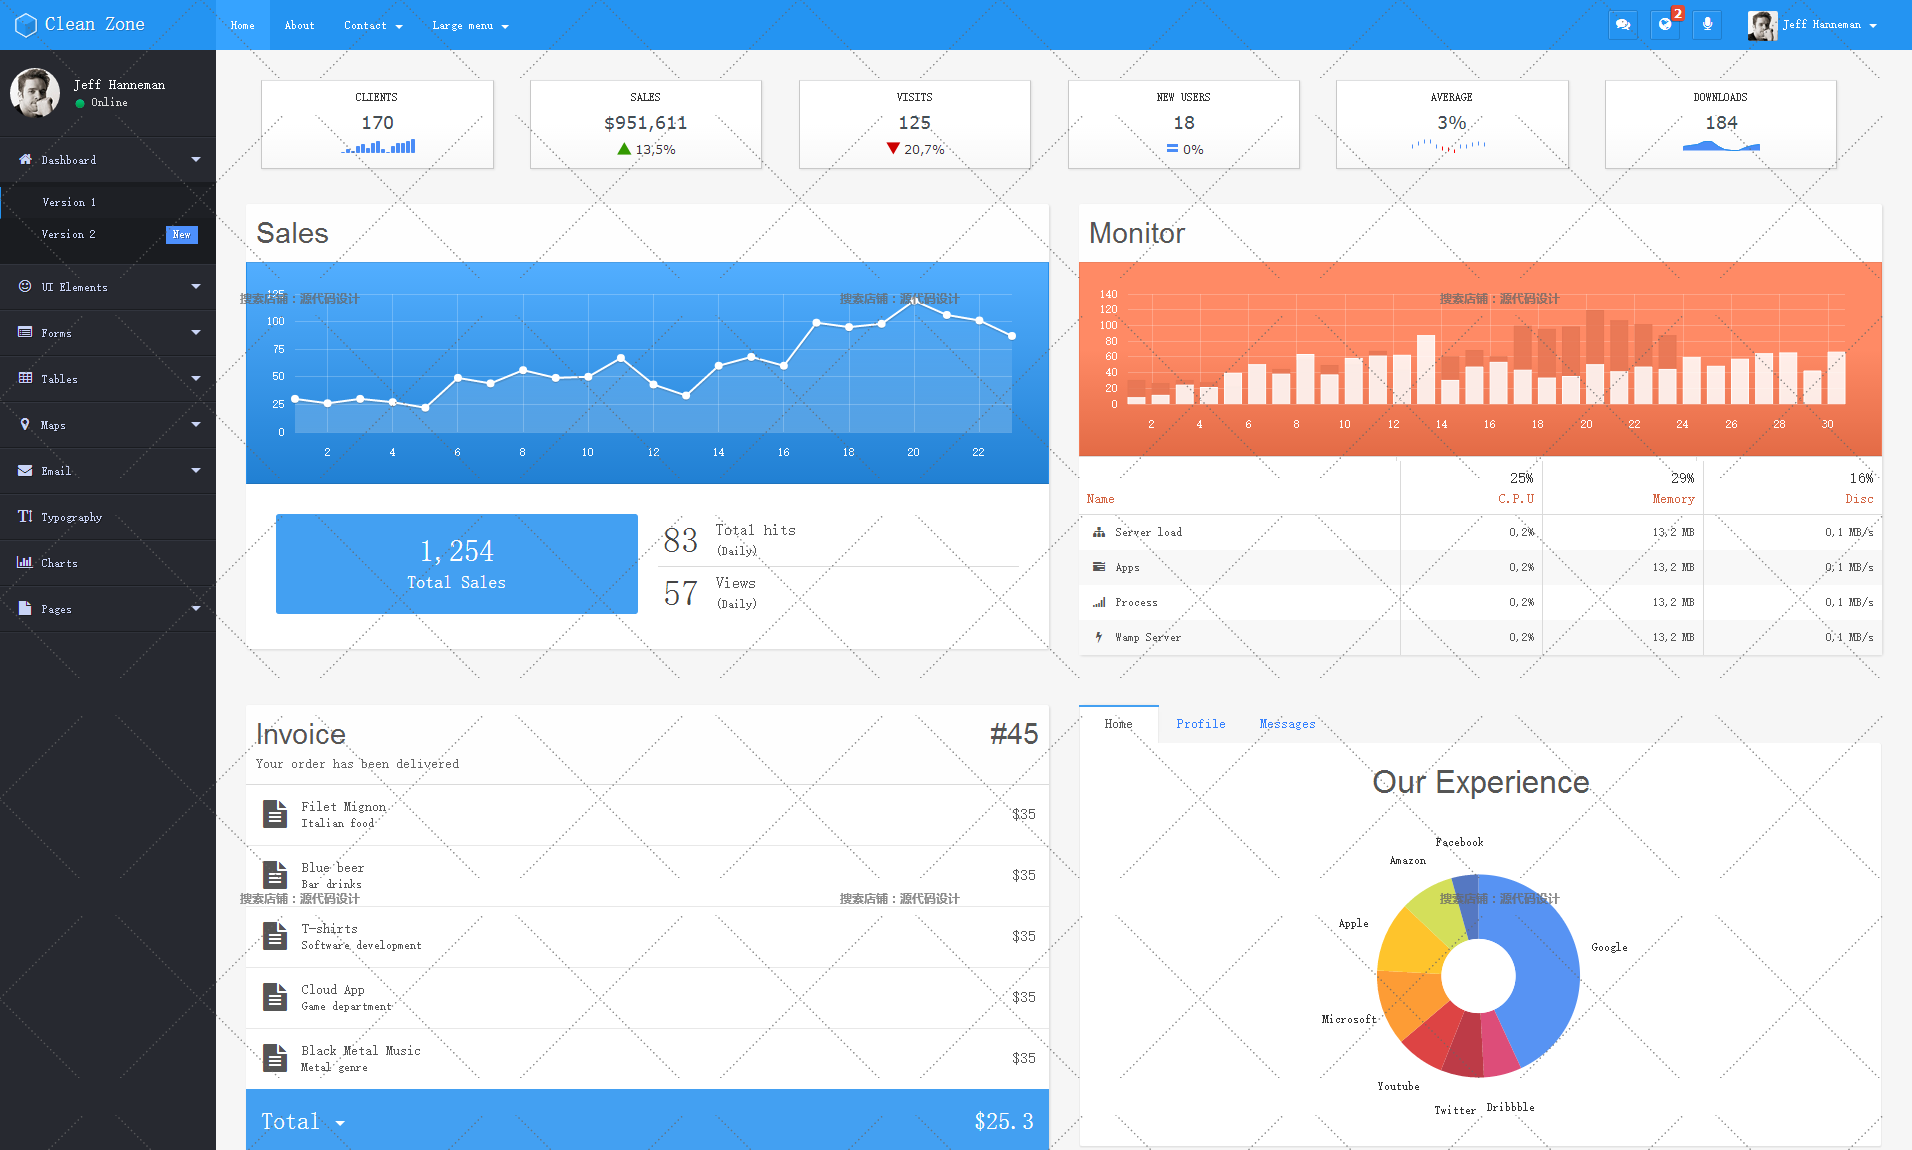 Clean Zone
Home
About
Contact
Large menu
2
Jeff Hanneman
Jeff Hanneman
Online
Dashboard
Version 1
Version 2
New
UI Elements
Forms
Tables
Maps
Email
Typography
Charts
Pages
CLIENTS
170
SALES
$951,611
13,5%
VISITS
125
20,7%
NEW USERS
18
0%
AVERAGE
3%
DOWNLOADS
184
Sales
125
100
75
50
25
0
2 4 6 8 10 12 14 16 18 20 22
搜索店铺：源代码设计
搜索店铺：源代码设计
1,254
Total Sales
83
Total hits
(Daily)
57
Views
(Daily)
Monitor
140
120
100
80
60
40
20
0
2 4 6 8 10 12 14 16 18 20 22 24 26 28 30
搜索店铺：源代码设计
25% 29% 16%
Name C.P.U Memory Disc
Server load 0,2% 13,2 MB 0,1 MB/s
Apps 0,2% 13,2 MB 0,1 MB/s
Process 0,2% 13,2 MB 0,1 MB/s
Wamp Server 0,2% 13,2 MB 0,1 MB/s
Invoice #45
Your order has been delivered
Filet Mignon
Italian food
$35
Blue beer
Bar drinks
$35
搜索店铺：源代码设计
搜索店铺：源代码设计
T-shirts
Software development
$35
Cloud App
Game department
$35
Black Metal Music
Metal genre
$35
Total $25.3
Home
Profile
Messages
Our Experience
Facebook
Amazon
搜索店铺：源代码设计
Apple
Google
Microsoft
Youtube
Twitter
Dribbble